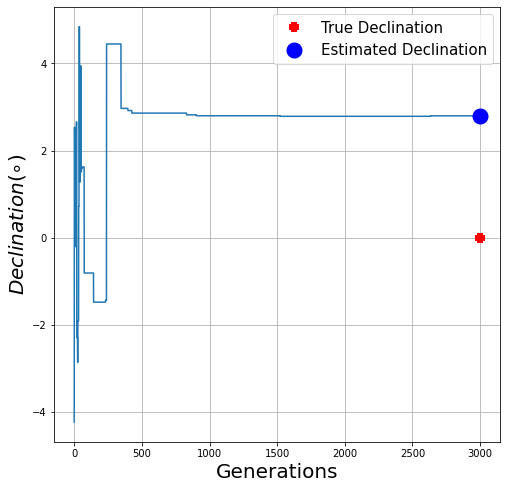 True Declination
Estimated Declination
4
2
0
−2
−4
Declination(∘)
0 500 1000 1500 2000 2500 3000
Generations